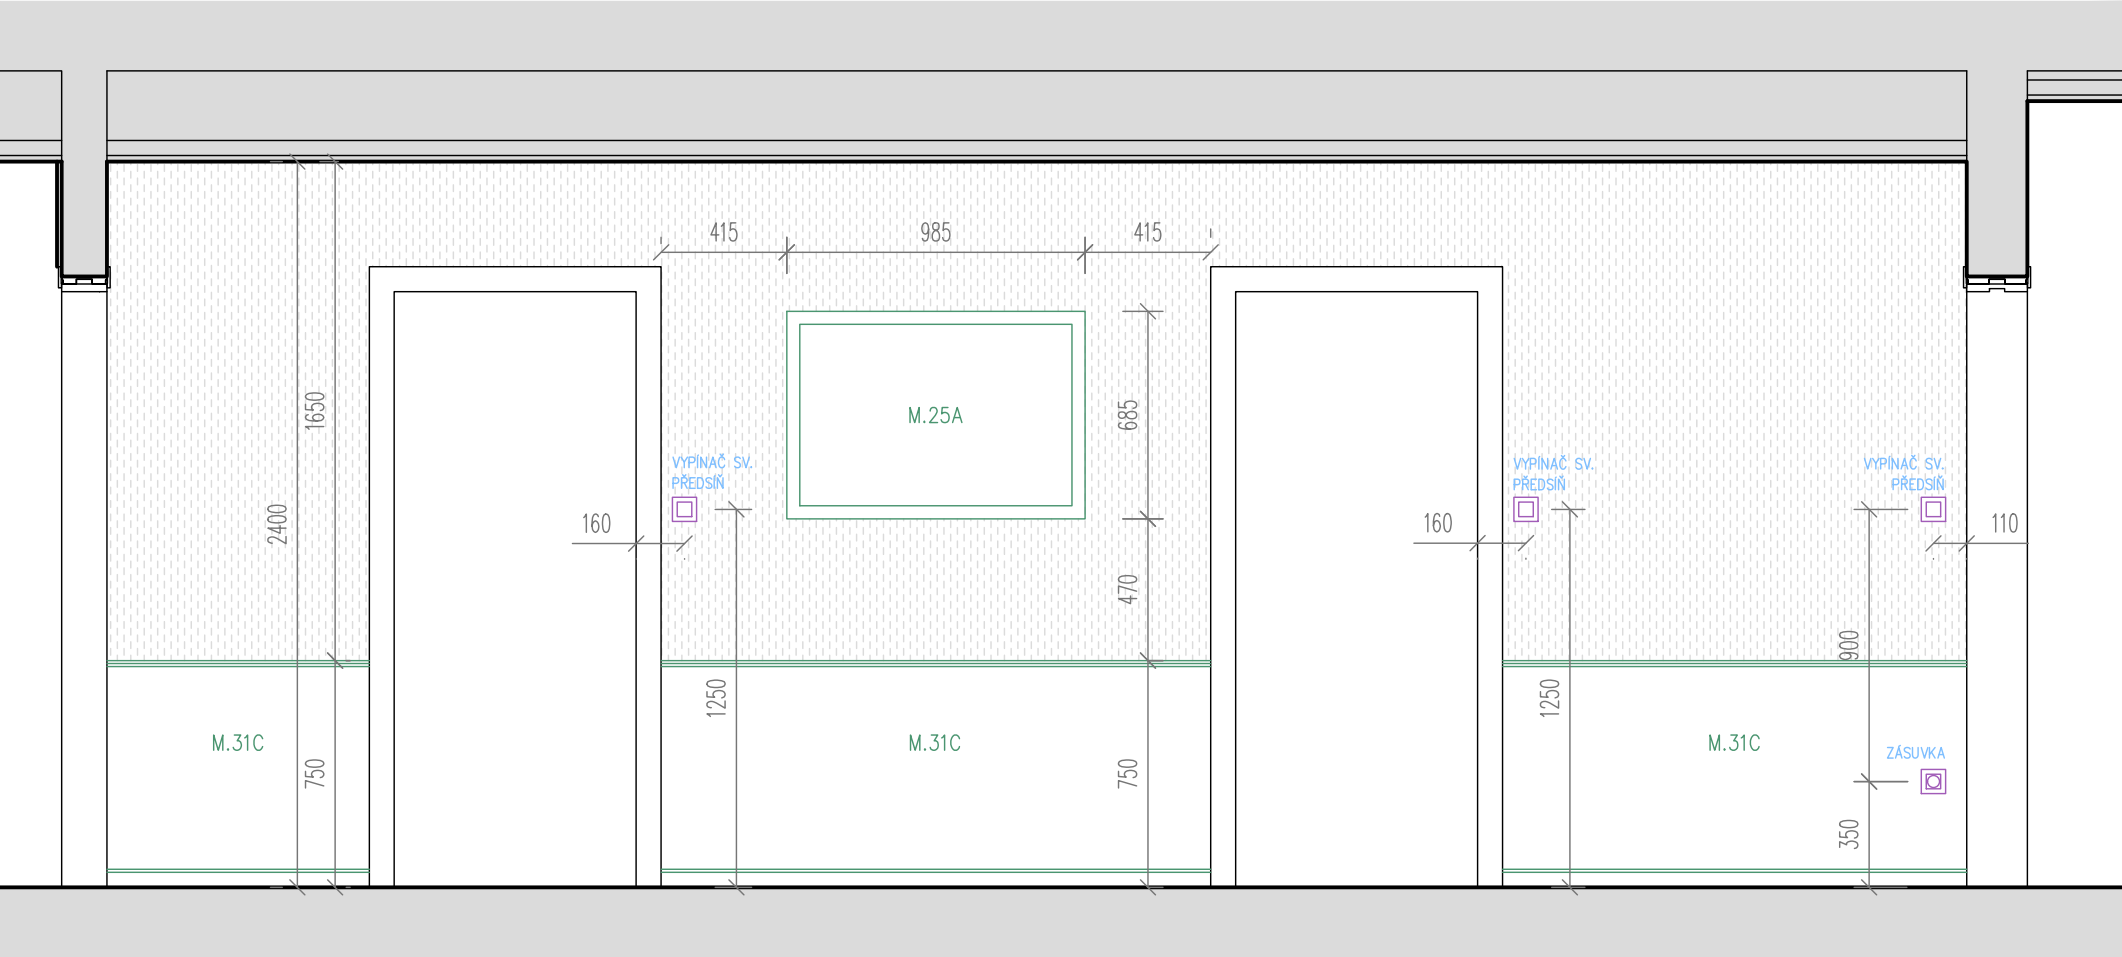 415
985
415
1650
2400
M.25A
685
VYPÍNAČ SV.
PŘEDSÍŇ
VYPÍNAČ SV.
PŘEDSÍŇ
VYPÍNAČ SV.
PŘEDSÍŇ
160
160
110
470
900
1250
1250
M.31C
M.31C
M.31C
750
750
ZÁSUVKA
350